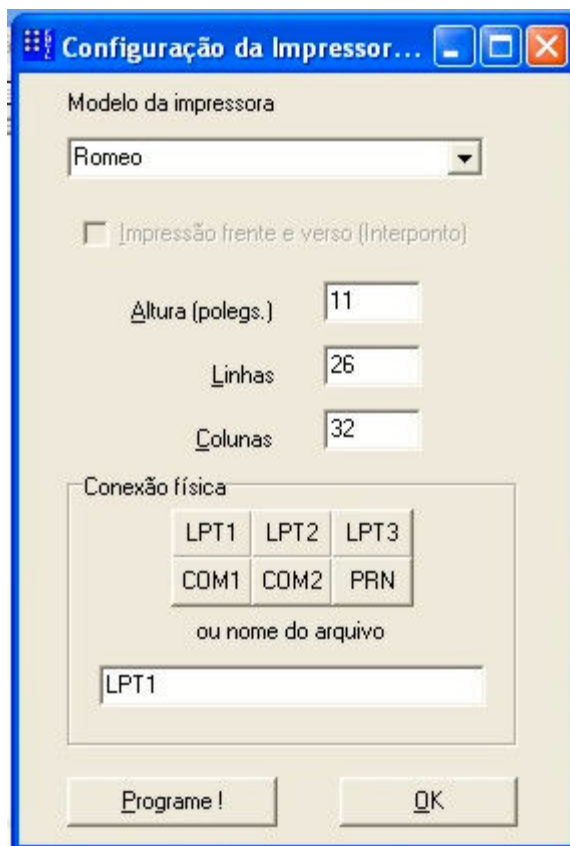 Configuração da Impressor...
Modelo da impressora
Romeo
Impressão frente e verso (Interponto)
Altura (polegs.) 11
Linhas 26
Colunas 32
Conexão física
LPT1 LPT2 LPT3
COM1 COM2 PRN
ou nome do arquivo
LPT1
Programe ! OK